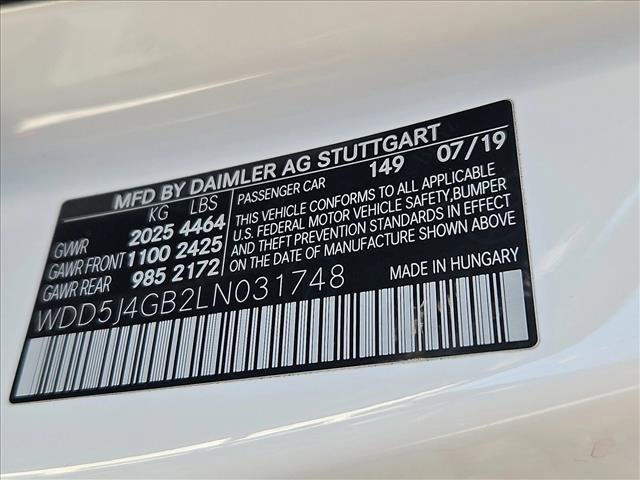 MFD BY DAIMLER AG STUTTGART
KG LBS PASSENGER CAR 149 07/19
GVWR 2025 4464
GAWR FRONT 1100 2425
GAWR REAR 985 2172
THIS VEHICLE CONFORMS TO ALL APPLICABLE
U.S. FEDERAL MOTOR VEHICLE SAFETY,BUMPER
AND THEFT PREVENTION STANDARDS IN EFFECT
ON THE DATE OF MANUFACTURE SHOWN ABOVE.
WDD5J4GB2LN031748 MADE IN HUNGARY